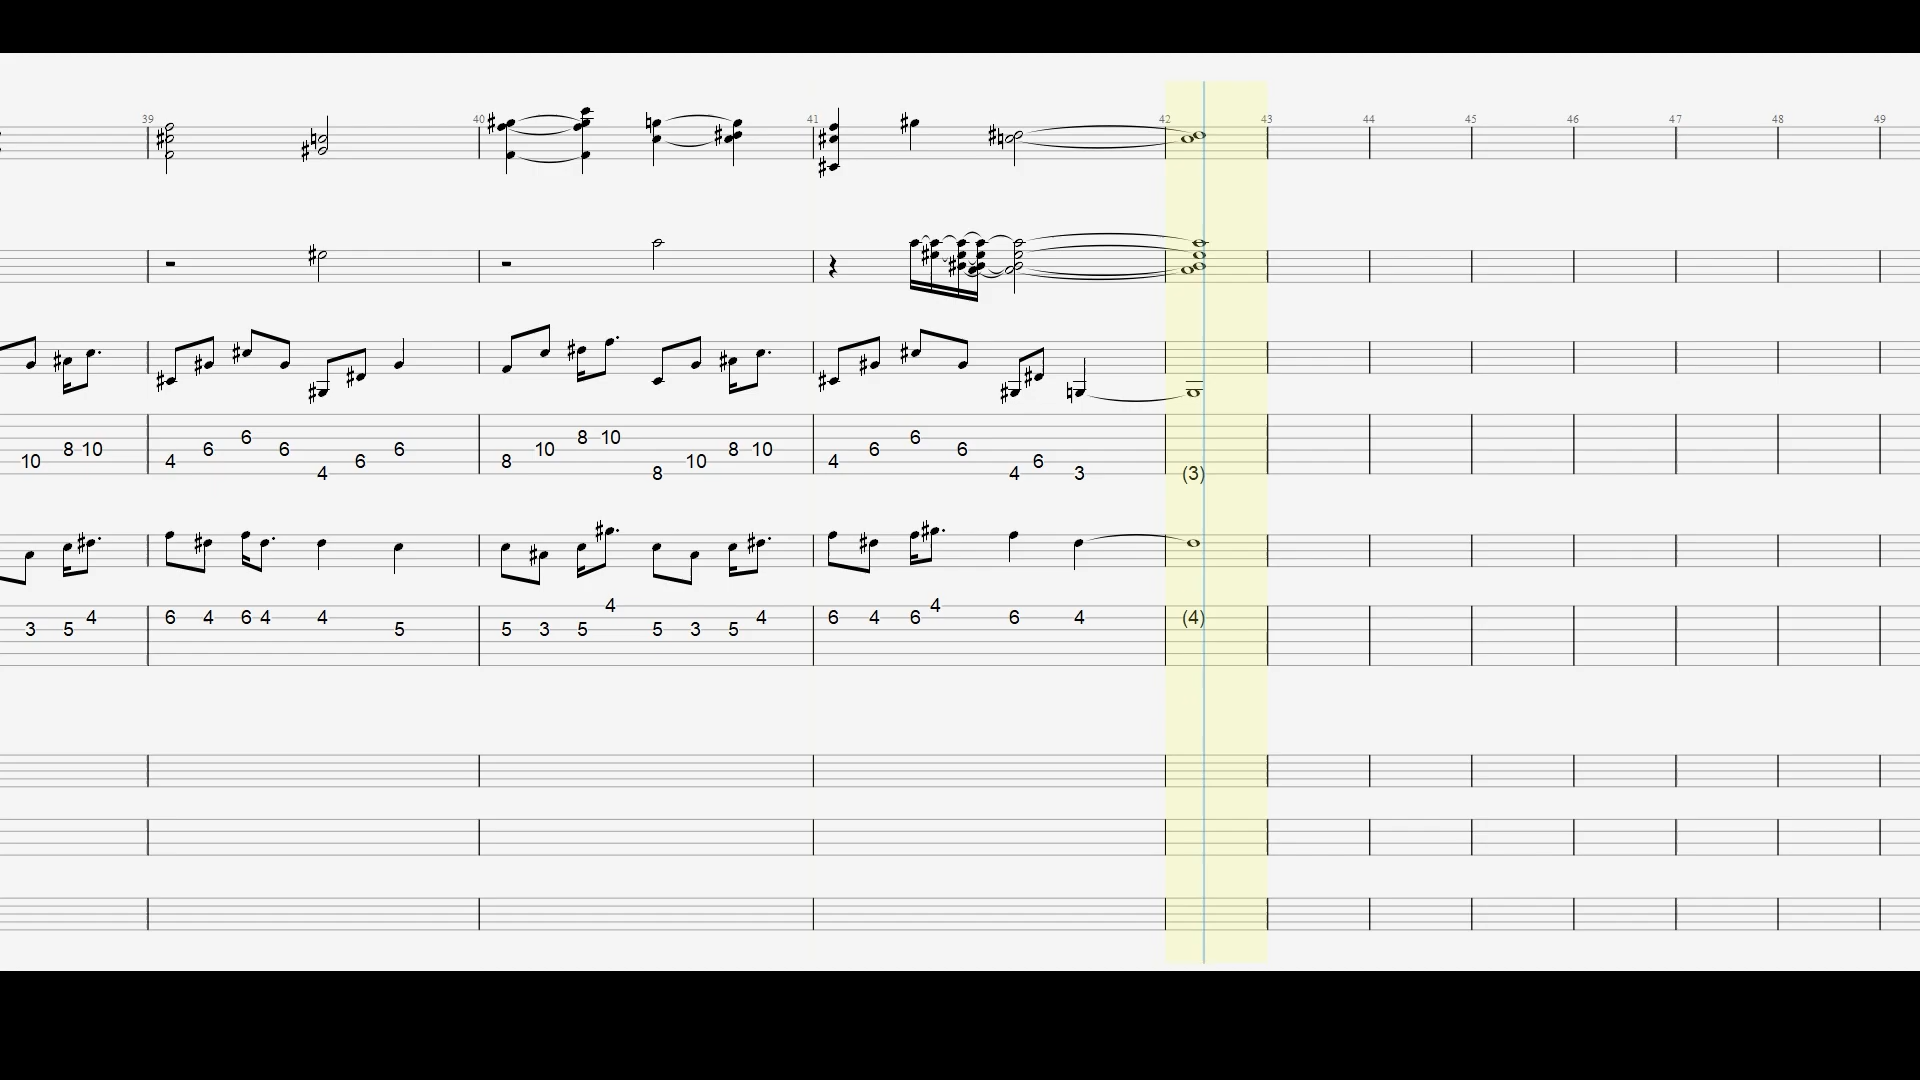 39 40 41 42 43 44 45 46 47 48 49
6 6 8 10 4 6
10 8 10 6 6 6 10 8 10 6 6
10 4 6 8 10 4 6
4 8 4 3 (3)
4 4
4 6 4 6 4 4 4 6 4 6 6 4 (4)
3 5 5 5 3 5 5 3 5